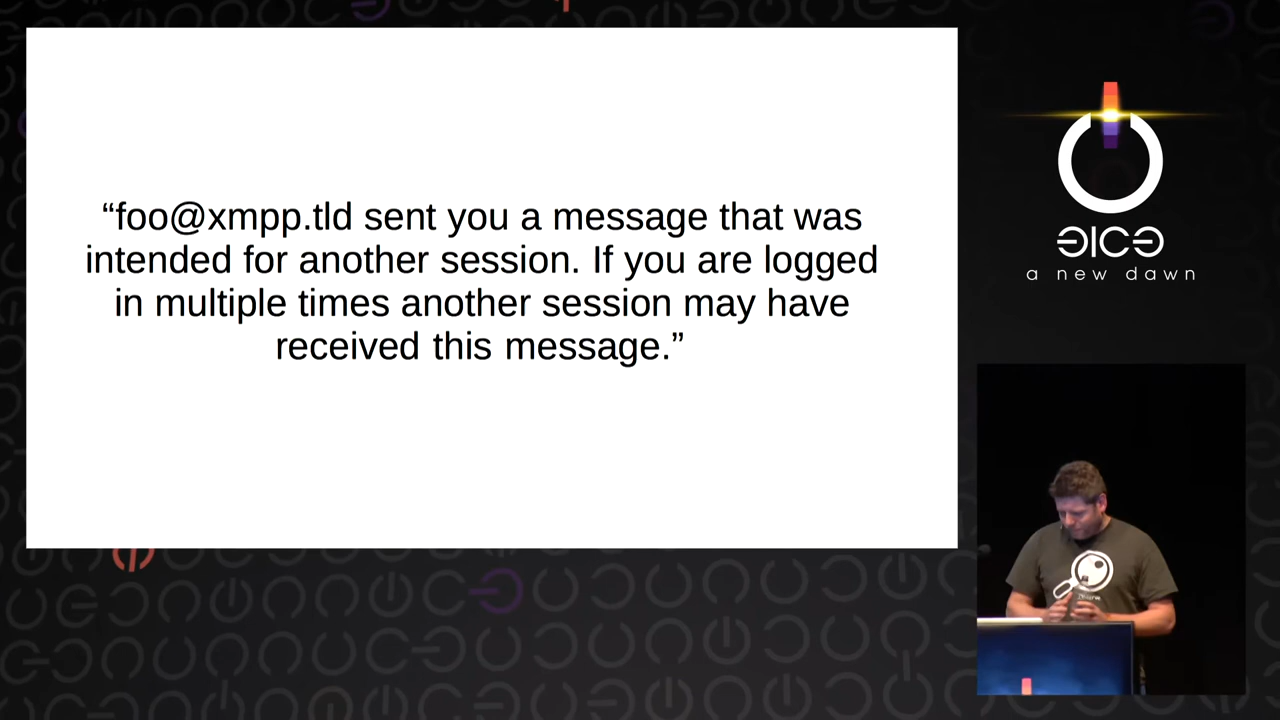 “foo@xmpp.tld sent you a message that was
intended for another session. If you are logged
in multiple times another session may have
received this message.”
a new dawn